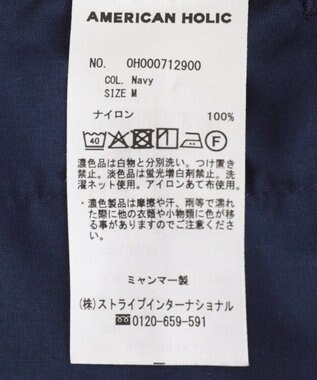 AMERICAN HOLIC
NO. 0H000712900
COL. Navy
SIZE M
ナイロン 100%
40 F
濃色品は白物と分別洗い。つけ置き
禁止。淡色品は蛍光増白剤禁止。洗
濯ネット使用。アイロンあて布使用。
・濃色製品は摩擦や汗、雨等で濡れ
た際に他の衣類や小物類に色が移
る事がありますのでご注意ください。
ミャンマー製
(株)ストライプインターナショナル
0120-659-591